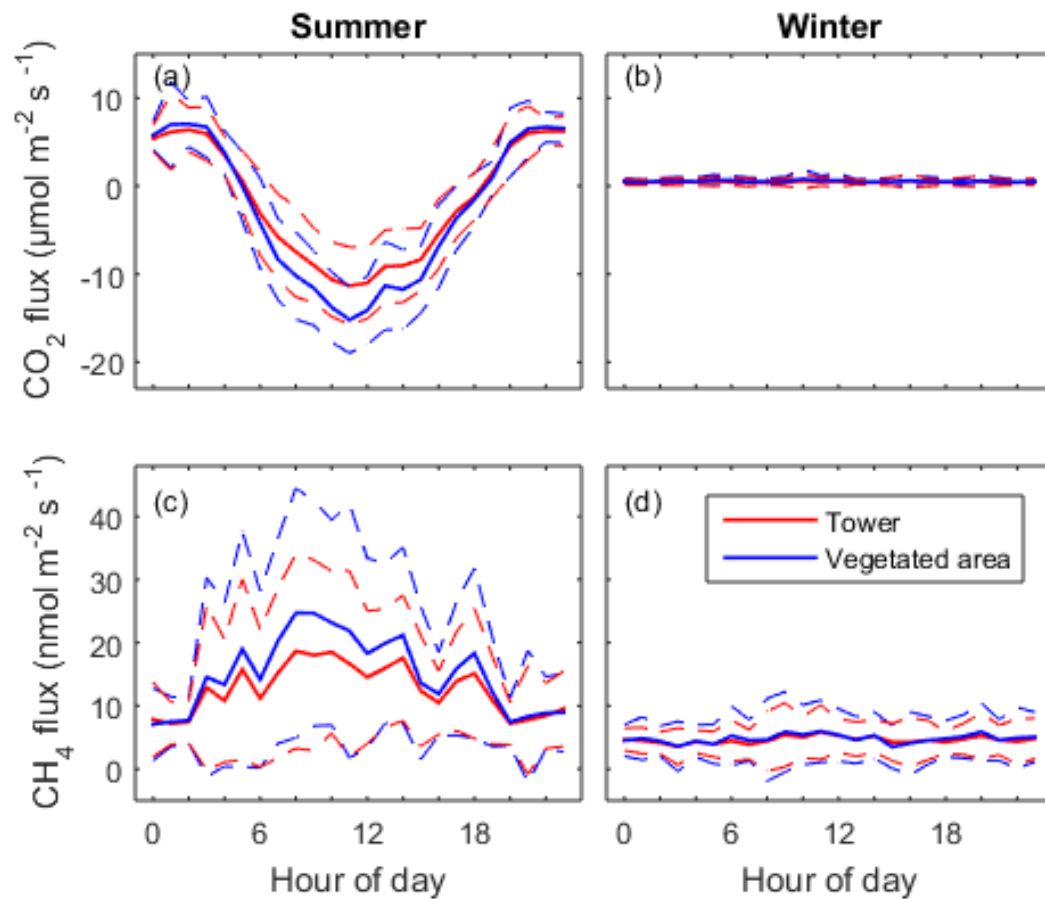 Summer
Winter
CO2 flux (µmol m-2 s -1)
(a)
(b)
10
0
-10
-20
CH4 flux (nmol m-2 s -1)
(c)
(d)
40
30
20
10
0
Tower
Vegetated area
0 6 12 18
0 6 12 18
Hour of day
Hour of day